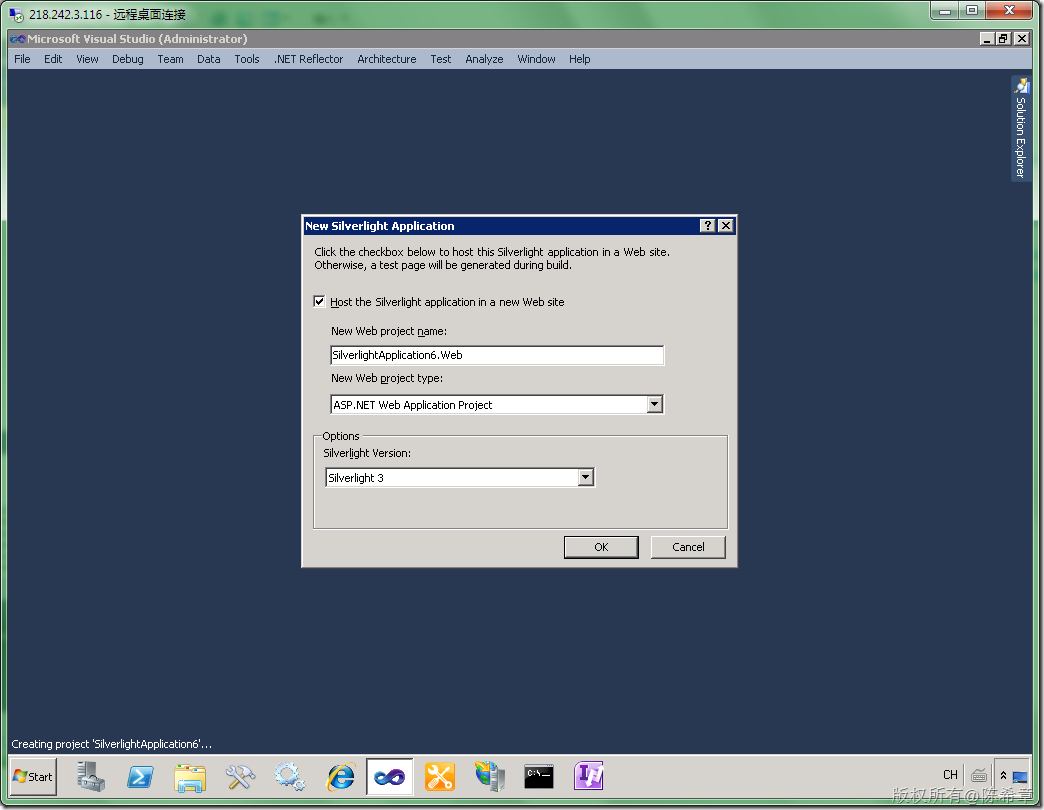 218.242.3.116 - 远程桌面连接
Microsoft Visual Studio (Administrator)
File Edit View Debug Team Data Tools .NET Reflector Architecture Test Analyze Window Help
Solution Explorer
New Silverlight Application
Click the checkbox below to host this Silverlight application in a Web site.
Otherwise, a test page will be generated during build.
Host the Silverlight application in a new Web site
New Web project name:
SilverlightApplication6.Web
New Web project type:
ASP.NET Web Application Project
Options
Silverlight Version:
Silverlight 3
OK Cancel
Creating project 'SilverlightApplication6'...
Start
C:\_
CH
版权所有@陈希章